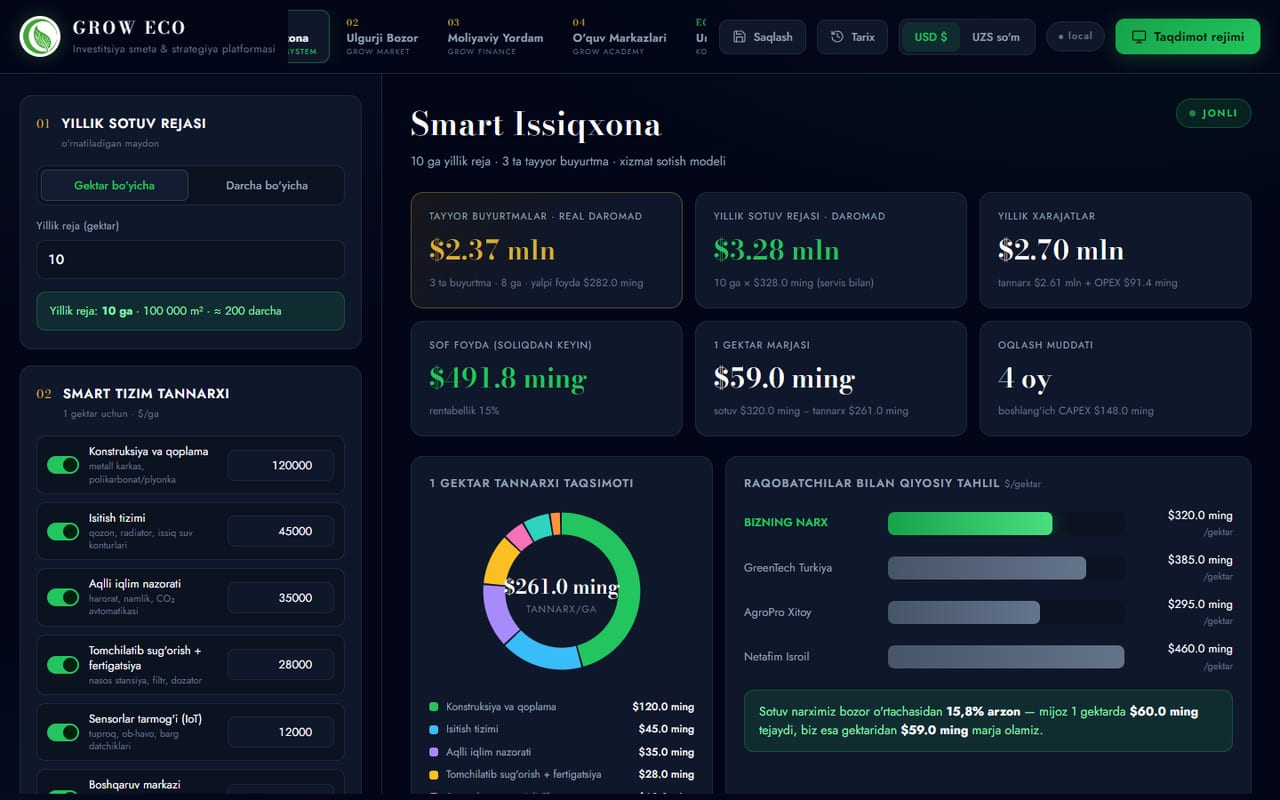 GROW ECO
Investitsiya smeta & strategiya platformasi
02
Ulgurji Bozor
GROW MARKET
03
Moliyaviy Yordam
GROW FINANCE
04
O'quv Markazlari
GROW ACADEMY
Saqlash
Tarix
USD $
UZS so'm
local
Taqdimot rejimi
01 YILLIK SOTUV REJASI
o'rnatiladigan maydon
Gektar bo'yicha
Darcha bo'yicha
Yillik reja (gektar)
10
Yillik reja: 10 ga · 100 000 m² · ≈ 200 darcha
02 SMART TIZIM TANNARXI
1 gektar uchun · $/ga
Konstruksiya va qoplama
metall karkas,
polikarbonat/plyonka
120000
Isitish tizimi
qozon, radiator, issiq suv
konturlari
45000
Aqlli iqlim nazorati
harorat, namlik, CO₂
avtomatikasi
35000
Tomchilatib sug'orish +
fertigatsiya
nasos stansiya, filtr, dozator
28000
Sensorlar tarmog'i (IoT)
tuproq, ob-havo, barg
datchiklari
12000
Boshqaruv markazi
Smart Issiqxona
10 ga yillik reja · 3 ta tayyor buyurtma · xizmat sotish modeli
JONLI
TAYYOR BUYURTMALAR · REAL DAROMAD
$2.37 mln
3 ta buyurtma · 8 ga · yalpi foyda $282.0 ming
YILLIK SOTUV REJASI · DAROMAD
$3.28 mln
10 ga × $328.0 ming (servis bilan)
YILLIK XARAJATLAR
$2.70 mln
tannarx $2.61 mln + OPEX $91.4 ming
SOF FOYDA (SOLIQDAN KEYIN)
$491.8 ming
rentabellik 15%
1 GEKTAR MARJASI
$59.0 ming
sotuv $320.0 ming − tannarx $261.0 ming
OQLASH MUDDATI
4 oy
boshlang'ich CAPEX $148.0 ming
1 GEKTAR TANNARXI TAQSIMOTI
$261.0 ming
TANNARX/GA
Konstruksiya va qoplama $120.0 ming
Isitish tizimi $45.0 ming
Aqlli iqlim nazorati $35.0 ming
Tomchilatib sug'orish + fertigatsiya $28.0 ming
RAQOBATCHILAR BILAN QIYOSIY TAHLIL $/gektar
BIZNING NARX $320.0 ming
/gektar
GreenTech Turkiya $385.0 ming
/gektar
AgroPro Xitoy $295.0 ming
/gektar
Netafim Isroil $460.0 ming
/gektar
Sotuv narximiz bozor o'rtachasidan 15,8% arzon — mijoz 1 gektarda $60.0 ming
tejaydi, biz esa gektaridan $59.0 ming marja olamiz.